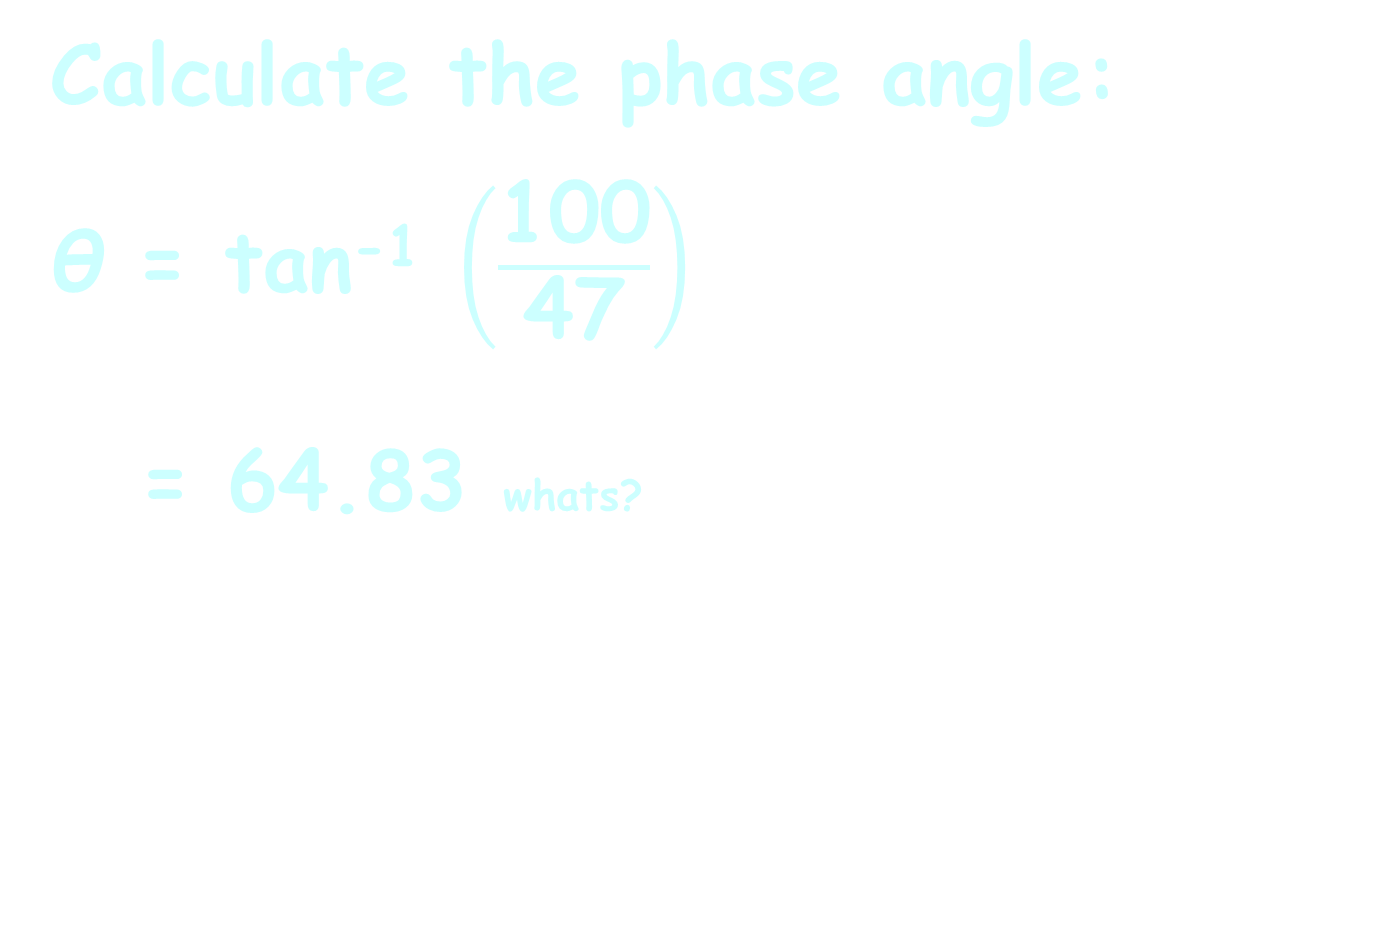 Calculate the phase angle:
θ = tan⁻¹ (100/47)
= 64.83 whats?